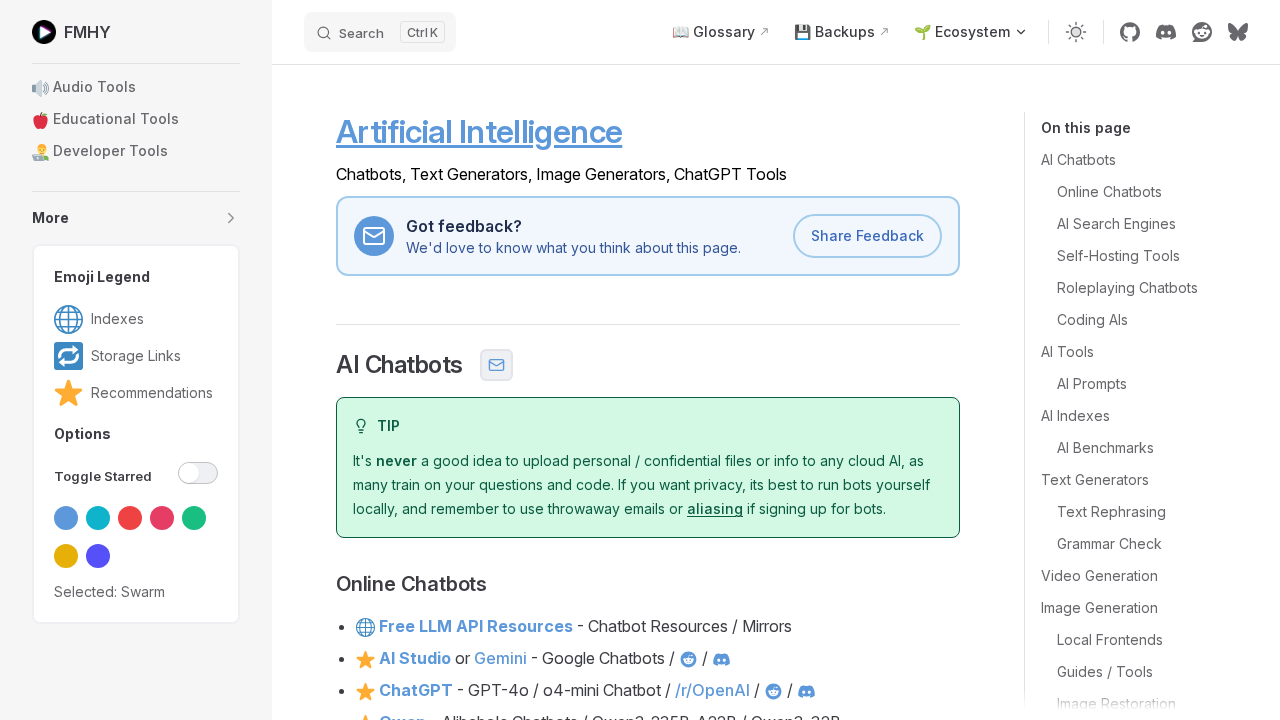 FMHY
Search Ctrl K
📖 Glossary
💾 Backups
🌱 Ecosystem
Audio Tools
Educational Tools
Developer Tools
More
Emoji Legend
Indexes
Storage Links
Recommendations
Options
Toggle Starred
Selected: Swarm
Artificial Intelligence
Chatbots, Text Generators, Image Generators, ChatGPT Tools
Got feedback?
We'd love to know what you think about this page.
Share Feedback
AI Chatbots
TIP
It's never a good idea to upload personal / confidential files or info to any cloud AI, as
many train on your questions and code. If you want privacy, its best to run bots yourself
locally, and remember to use throwaway emails or aliasing if signing up for bots.
Online Chatbots
Free LLM API Resources - Chatbot Resources / Mirrors
AI Studio or Gemini - Google Chatbots / /
ChatGPT - GPT-4o / o4-mini Chatbot / /r/OpenAI / /
Qwen - Alibaba's Chatbots / Qwen3-235B-A22B / Qwen3-32B
On this page
AI Chatbots
Online Chatbots
AI Search Engines
Self-Hosting Tools
Roleplaying Chatbots
Coding AIs
AI Tools
AI Prompts
AI Indexes
AI Benchmarks
Text Generators
Text Rephrasing
Grammar Check
Video Generation
Image Generation
Local Frontends
Guides / Tools
Image Restoration